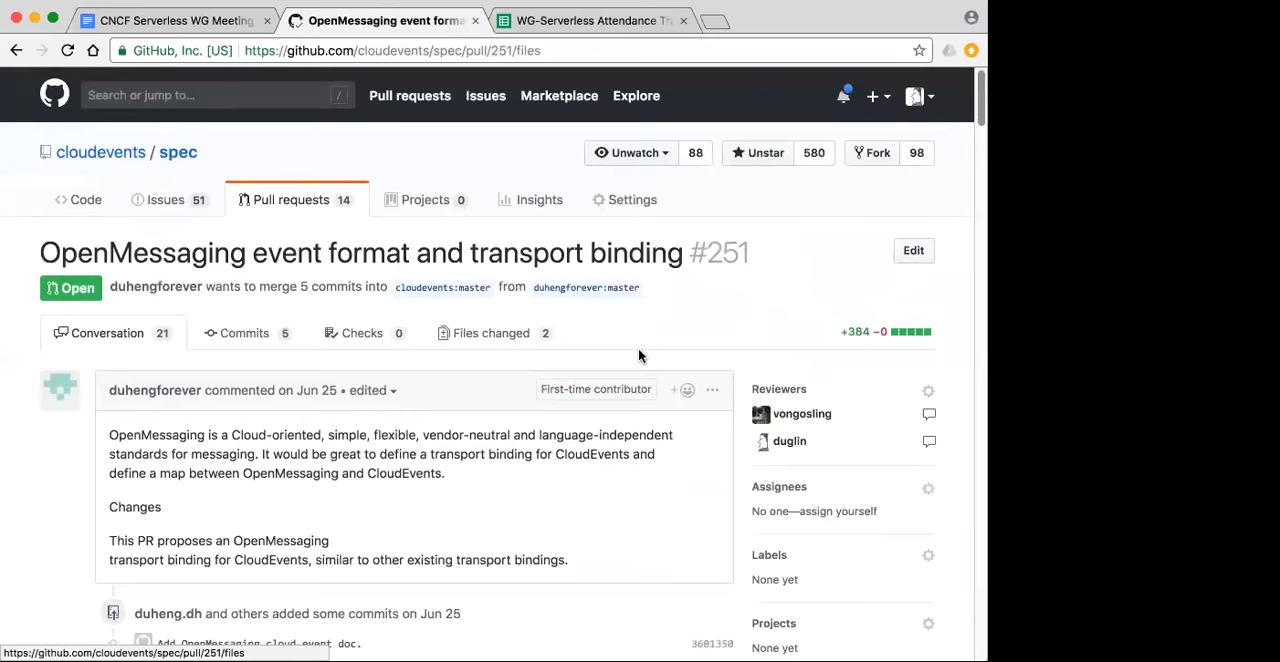 CNCF Serverless WG Meeting
OpenMessaging event forma
WG-Serverless Attendance Tra
GitHub, Inc. [US] | https://github.com/cloudevents/spec/pull/251/files
Search or jump to... /
Pull requests Issues Marketplace Explore
cloudevents / spec
Unwatch 88 Unstar 580 Fork 98
Code Issues 51 Pull requests 14 Projects 0 Insights Settings
OpenMessaging event format and transport binding #251
Edit
Open duhengforever wants to merge 5 commits into cloudevents:master from duhengforever:master
Conversation 21 Commits 5 Checks 0 Files changed 2
+384 −0
duhengforever commented on Jun 25 • edited
First-time contributor
OpenMessaging is a Cloud-oriented, simple, flexible, vendor-neutral and language-independent
standards for messaging. It would be great to define a transport binding for CloudEvents and
define a map between OpenMessaging and CloudEvents.
Changes
This PR proposes an OpenMessaging
transport binding for CloudEvents, similar to other existing transport bindings.
duheng.dh and others added some commits on Jun 25
Add OpenMessaging cloud event doc. 3601350
Reviewers
vongosling
duglin
Assignees
No one—assign yourself
Labels
None yet
Projects
None yet
https://github.com/cloudevents/spec/pull/251/files